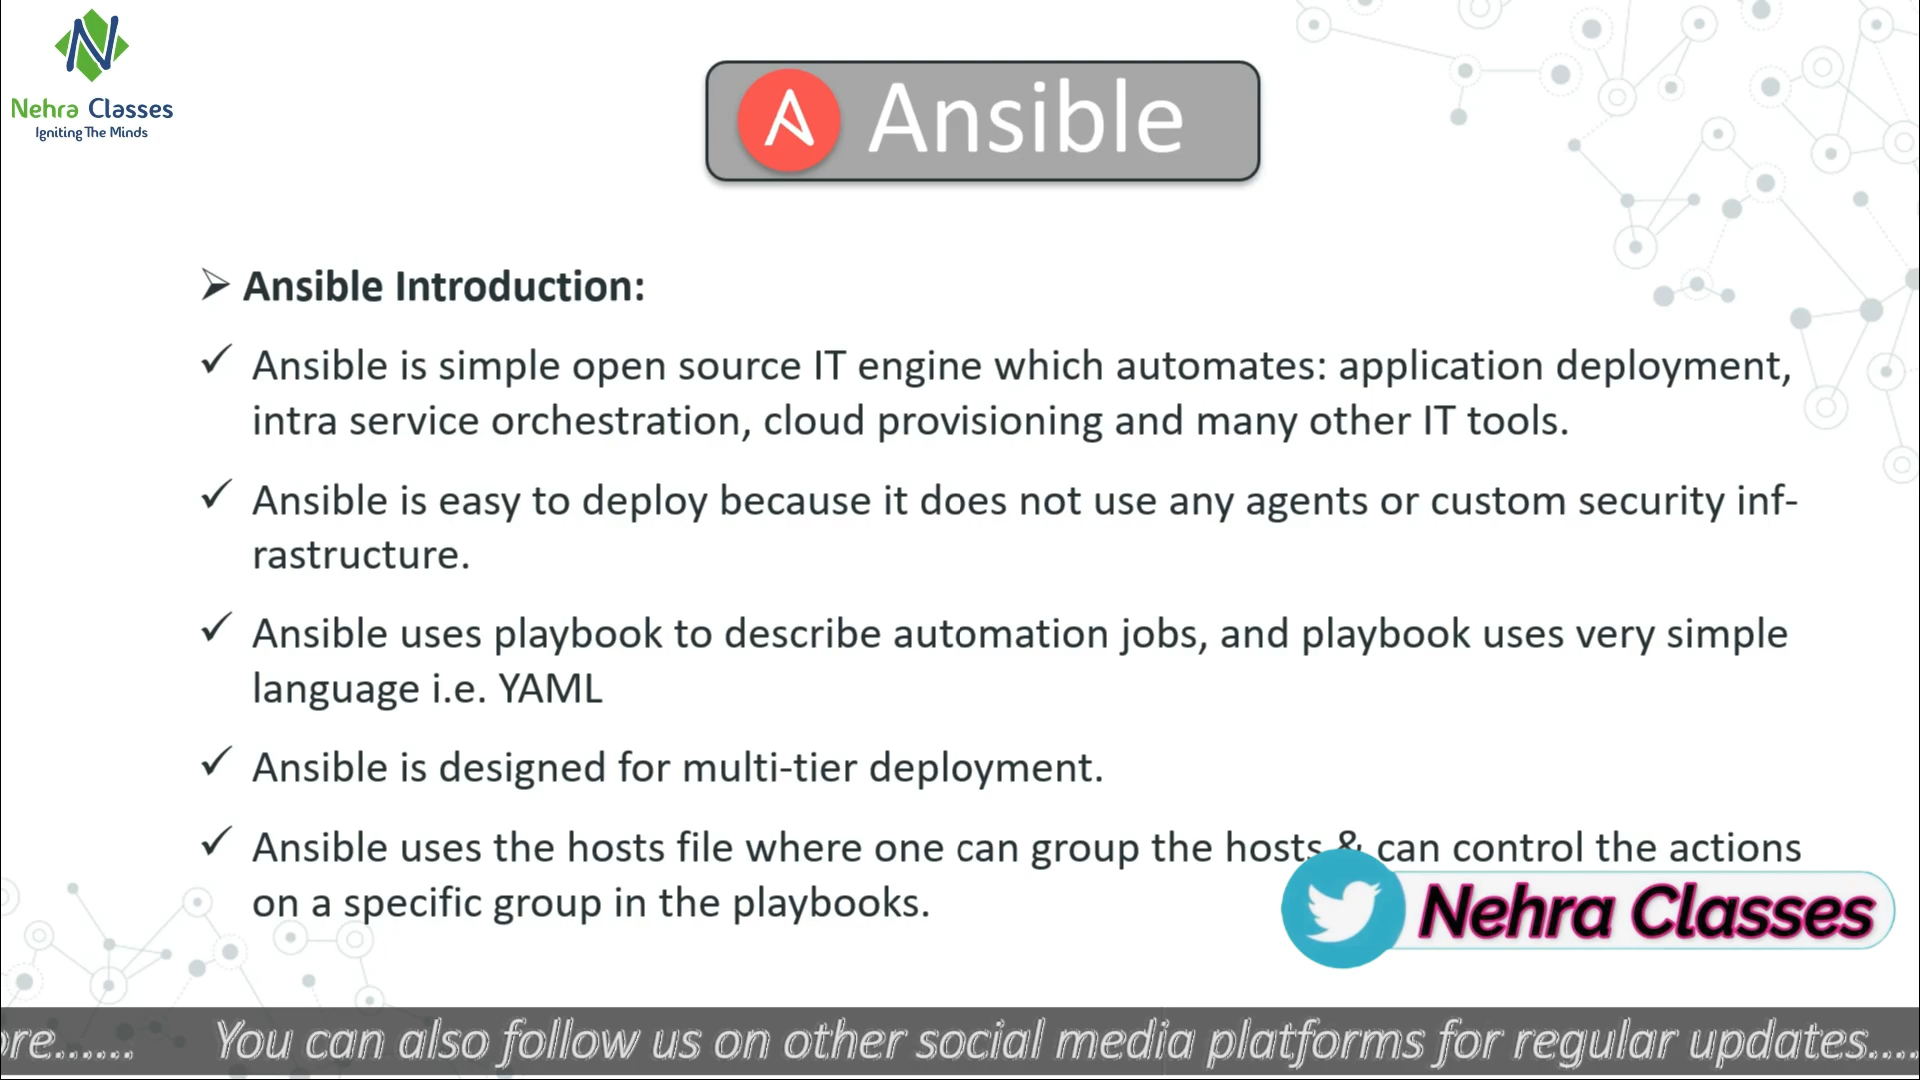 Nehra Classes
Igniting The Minds
Ansible
Ansible Introduction:
Ansible is simple open source IT engine which automates: application deployment,
intra service orchestration, cloud provisioning and many other IT tools.
Ansible is easy to deploy because it does not use any agents or custom security inf-
rastructure.
Ansible uses playbook to describe automation jobs, and playbook uses very simple
language i.e. YAML
Ansible is designed for multi-tier deployment.
Ansible uses the hosts file where one can group the hosts & can control the actions
on a specific group in the playbooks.
Nehra Classes
ore...... You can also follow us on other social media platforms for regular updates....